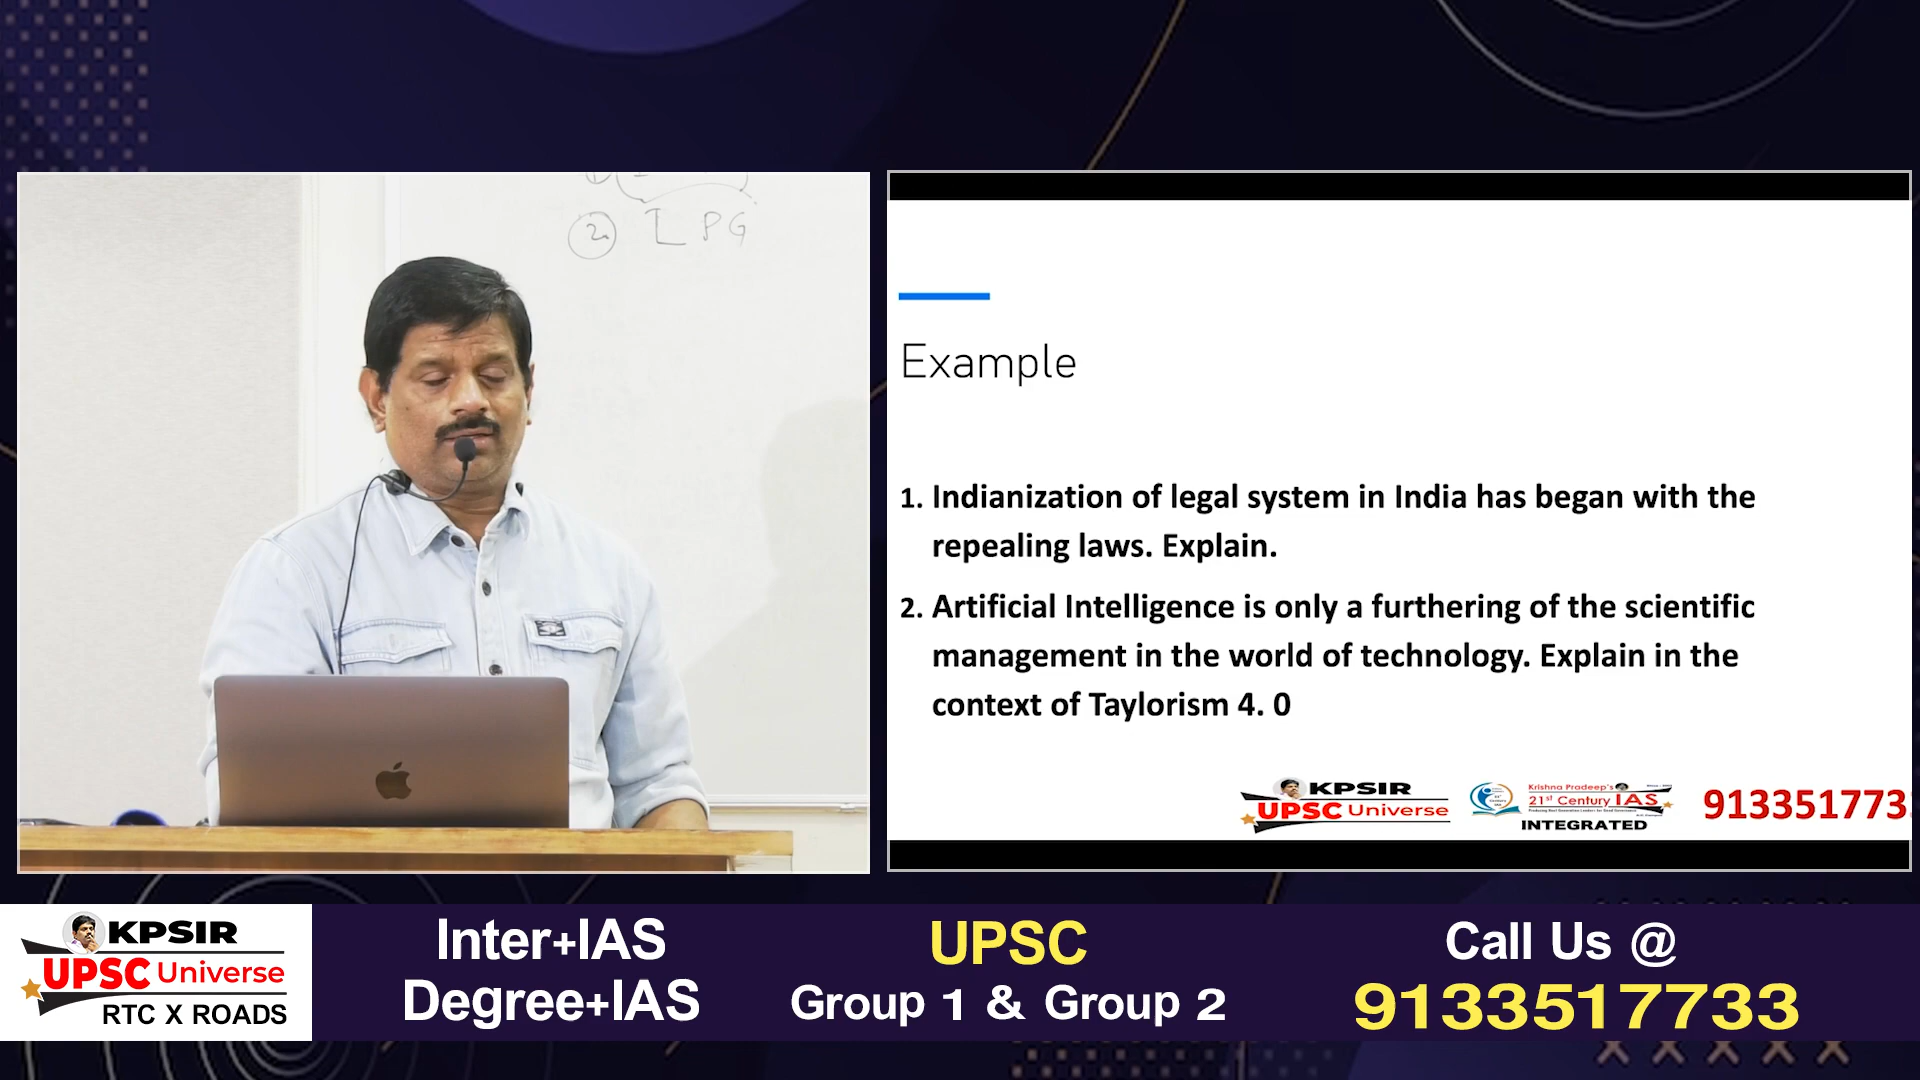 2.
LPG
Example
1. Indianization of legal system in India has began with the
repealing laws. Explain.
2. Artificial Intelligence is only a furthering of the scientific
management in the world of technology. Explain in the
context of Taylorism 4. 0
KPSIR
UPSC Universe
Krishna Pradeep's
21st Century IAS
INTEGRATED
913351773
KPSIR
UPSC Universe
RTC X ROADS
Inter+IAS
Degree+IAS
UPSC
Group 1 & Group 2
Call Us @
9133517733